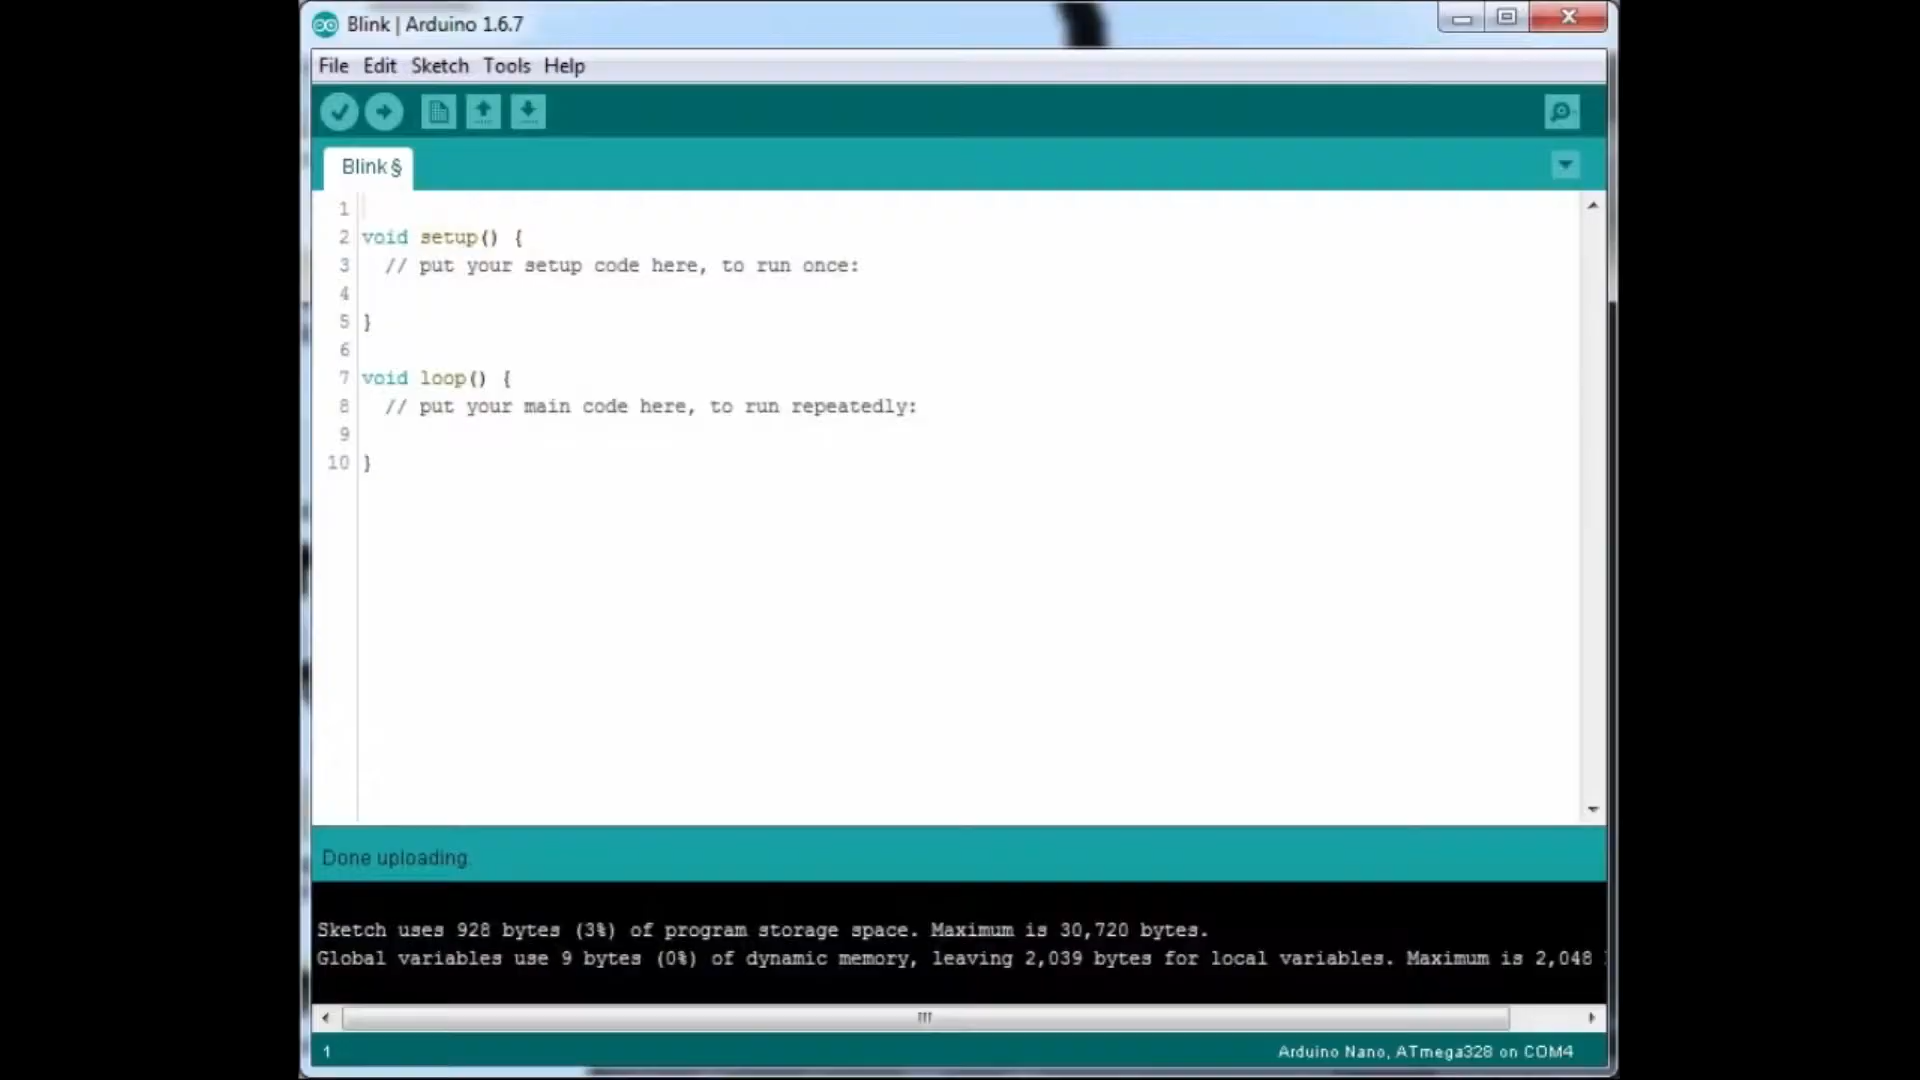 Blink | Arduino 1.6.7
File Edit Sketch Tools Help
Blink §
1
2 void setup() {
3 // put your setup code here, to run once:
4
5 }
6
7 void loop() {
8 // put your main code here, to run repeatedly:
9
10 }
Done uploading.
Sketch uses 928 bytes (3%) of program storage space. Maximum is 30,720 bytes.
Global variables use 9 bytes (0%) of dynamic memory, leaving 2,039 bytes for local variables. Maximum is 2,048
1 Arduino Nano, ATmega328 on COM4